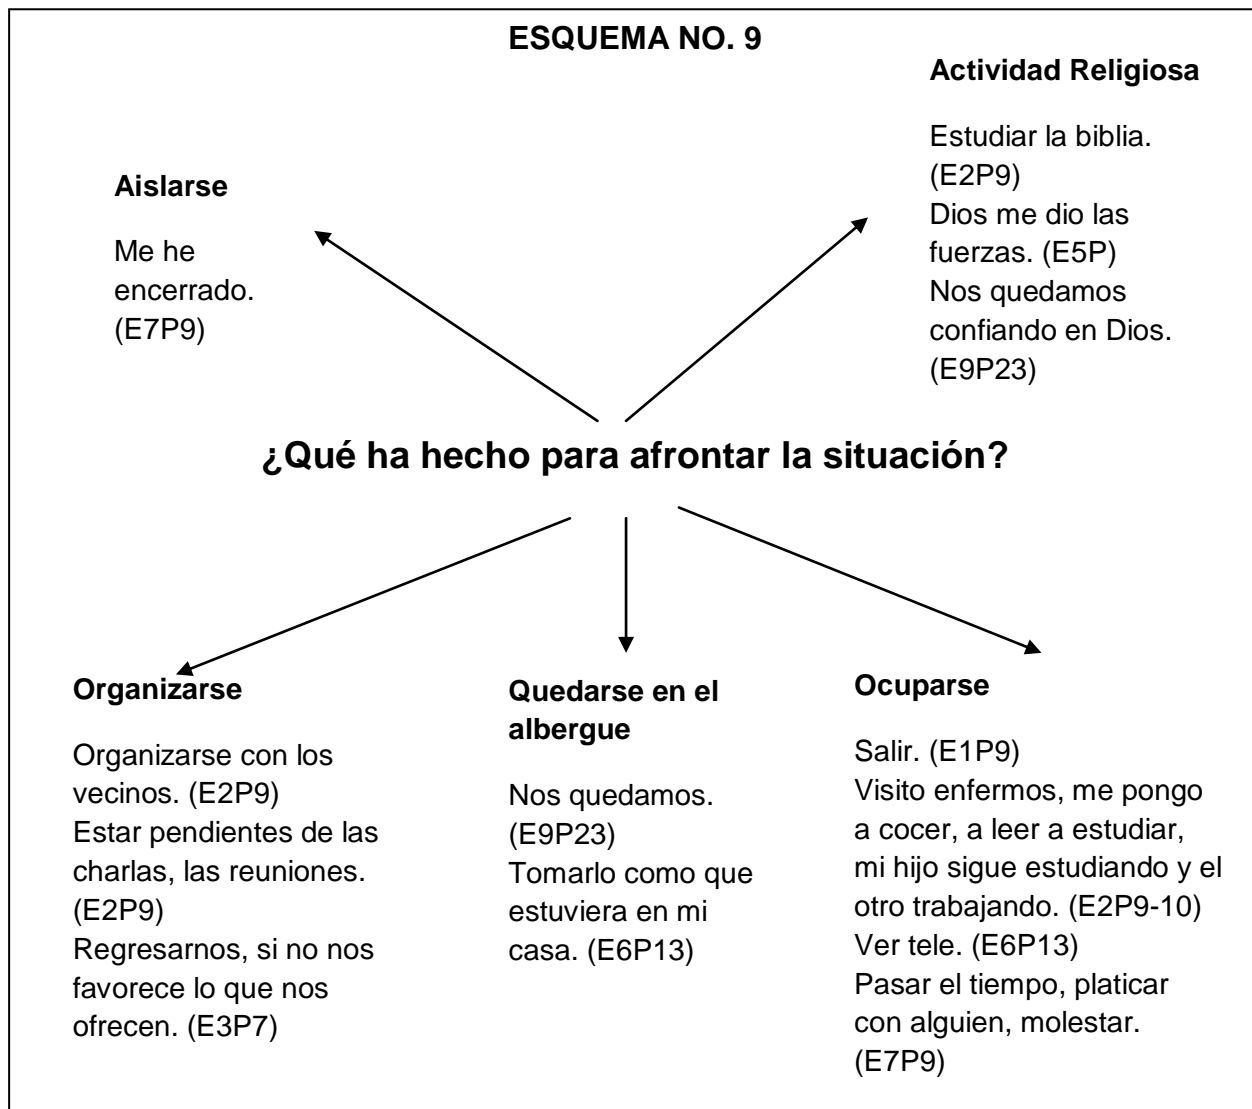 ESQUEMA NO. 9
Actividad Religiosa
Estudiar la biblia.
(E2P9)
Dios me dio las
fuerzas. (E5P)
Nos quedamos
confiando en Dios.
(E9P23)
Aislarse
Me he
encerrado.
(E7P9)
¿Qué ha hecho para afrontar la situación?
Organizarse
Organizarse con los
vecinos. (E2P9)
Estar pendientes de las
charlas, las reuniones.
(E2P9)
Regresarnos, si no nos
favorece lo que nos
ofrecen. (E3P7)
Quedarse en el
albergue
Nos quedamos.
(E9P23)
Tomarlo como que
estuviera en mi
casa. (E6P13)
Ocuparse
Salir. (E1P9)
Visito enfermos, me pongo
a cocer, a leer a estudiar,
mi hijo sigue estudiando y el
otro trabajando. (E2P9-10)
Ver tele. (E6P13)
Pasar el tiempo, platicar
con alguien, molestar.
(E7P9)